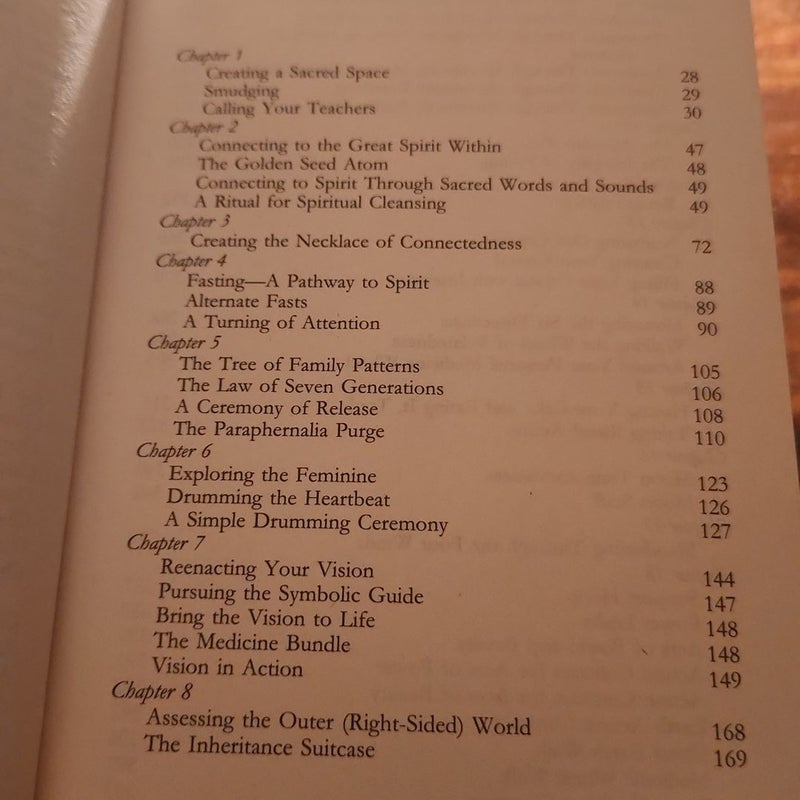 Chapter 1
Creating a Sacred Space 28
Smudging 29
Calling Your Teachers 30
Chapter 2
Connecting to the Great Spirit Within 47
The Golden Seed Atom 48
Connecting to Spirit Through Sacred Words and Sounds 49
A Ritual for Spiritual Cleansing 49
Chapter 3
Creating the Necklace of Connectedness 72
Chapter 4
Fasting—A Pathway to Spirit 88
Alternate Fasts 89
A Turning of Attention 90
Chapter 5
The Tree of Family Patterns 105
The Law of Seven Generations 106
A Ceremony of Release 108
The Paraphernalia Purge 110
Chapter 6
Exploring the Feminine 123
Drumming the Heartbeat 126
A Simple Drumming Ceremony 127
Chapter 7
Reenacting Your Vision 144
Pursuing the Symbolic Guide 147
Bring the Vision to Life 148
The Medicine Bundle 148
Vision in Action 149
Chapter 8
Assessing the Outer (Right-Sided) World 168
The Inheritance Suitcase 169